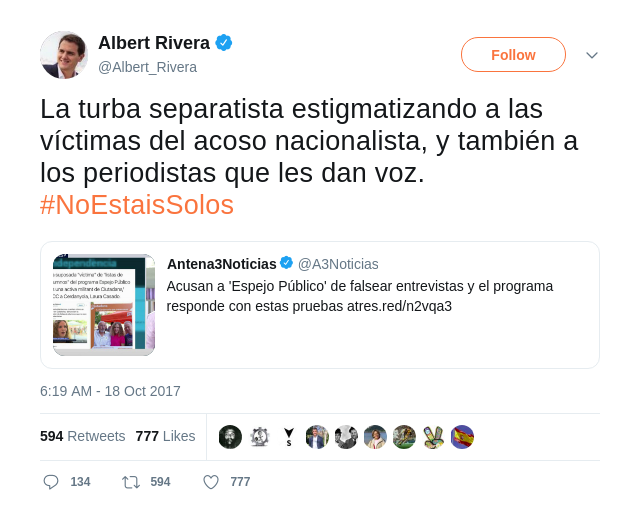 Albert Rivera
@Albert_Rivera
Follow
La turba separatista estigmatizando a las
víctimas del acoso nacionalista, y también a
los periodistas que les dan voz.
#NoEstaisSolos
Antena3Noticias @A3Noticias
Acusan a 'Espejo Público' de falsear entrevistas y el programa
responde con estas pruebas atres.red/n2vqa3
6:19 AM - 18 Oct 2017
594 Retweets 777 Likes
134 594 777